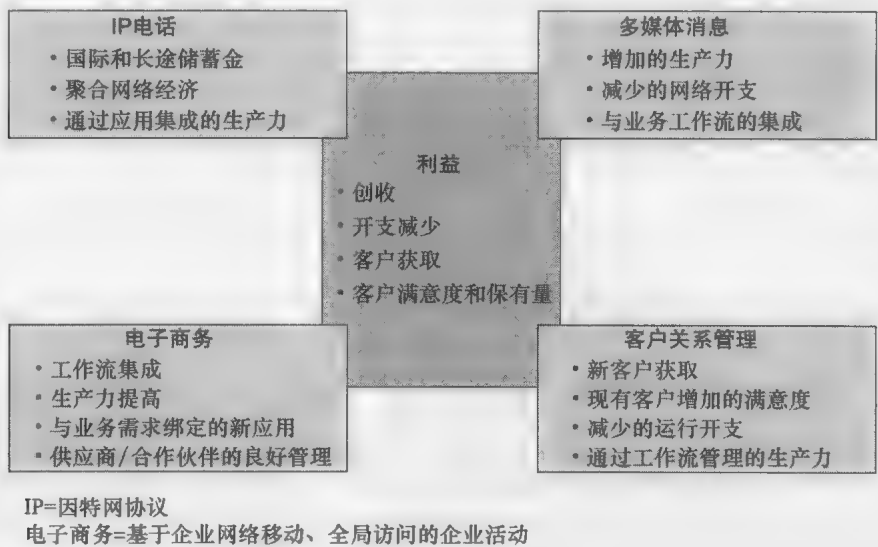 IP电话
• 国际和长途储蓄金
• 聚合网络经济
• 通过应用集成的生产力
多媒体消息
• 增加的生产力
• 减少的网络开支
• 与业务工作流的集成
利益
• 创收
• 开支减少
• 客户获取
• 客户满意度和保有量
电子商务
• 工作流集成
• 生产力提高
• 与业务需求绑定的新应用
• 供应商/合作伙伴的良好管理
客户关系管理
• 新客户获取
• 现有客户增加的满意度
• 减少的运行开支
• 通过工作流管理的生产力
IP=因特网协议
电子商务=基于企业网络移动、全局访问的企业活动